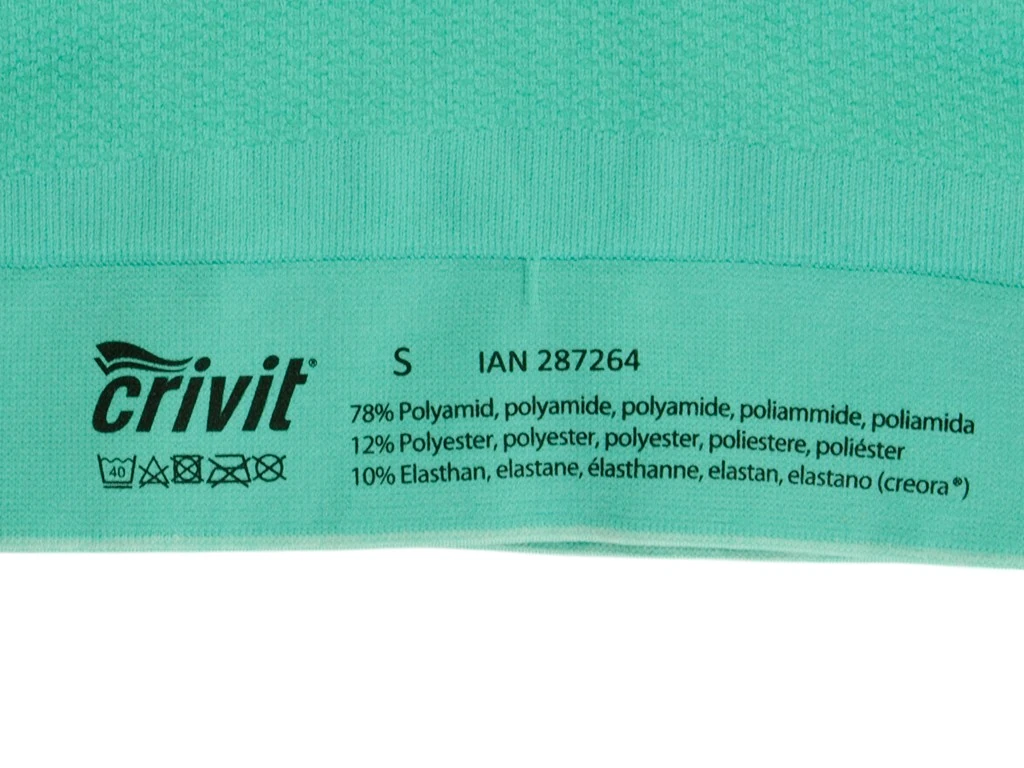 crivit®
S IAN 287264
78% Polyamid, polyamide, polyamide, poliammide, poliamida
12% Polyester, polyester, polyester, poliestere, poliéster
10% Elasthan, elastane, élasthanne, elastan, elastano (creora®)
40